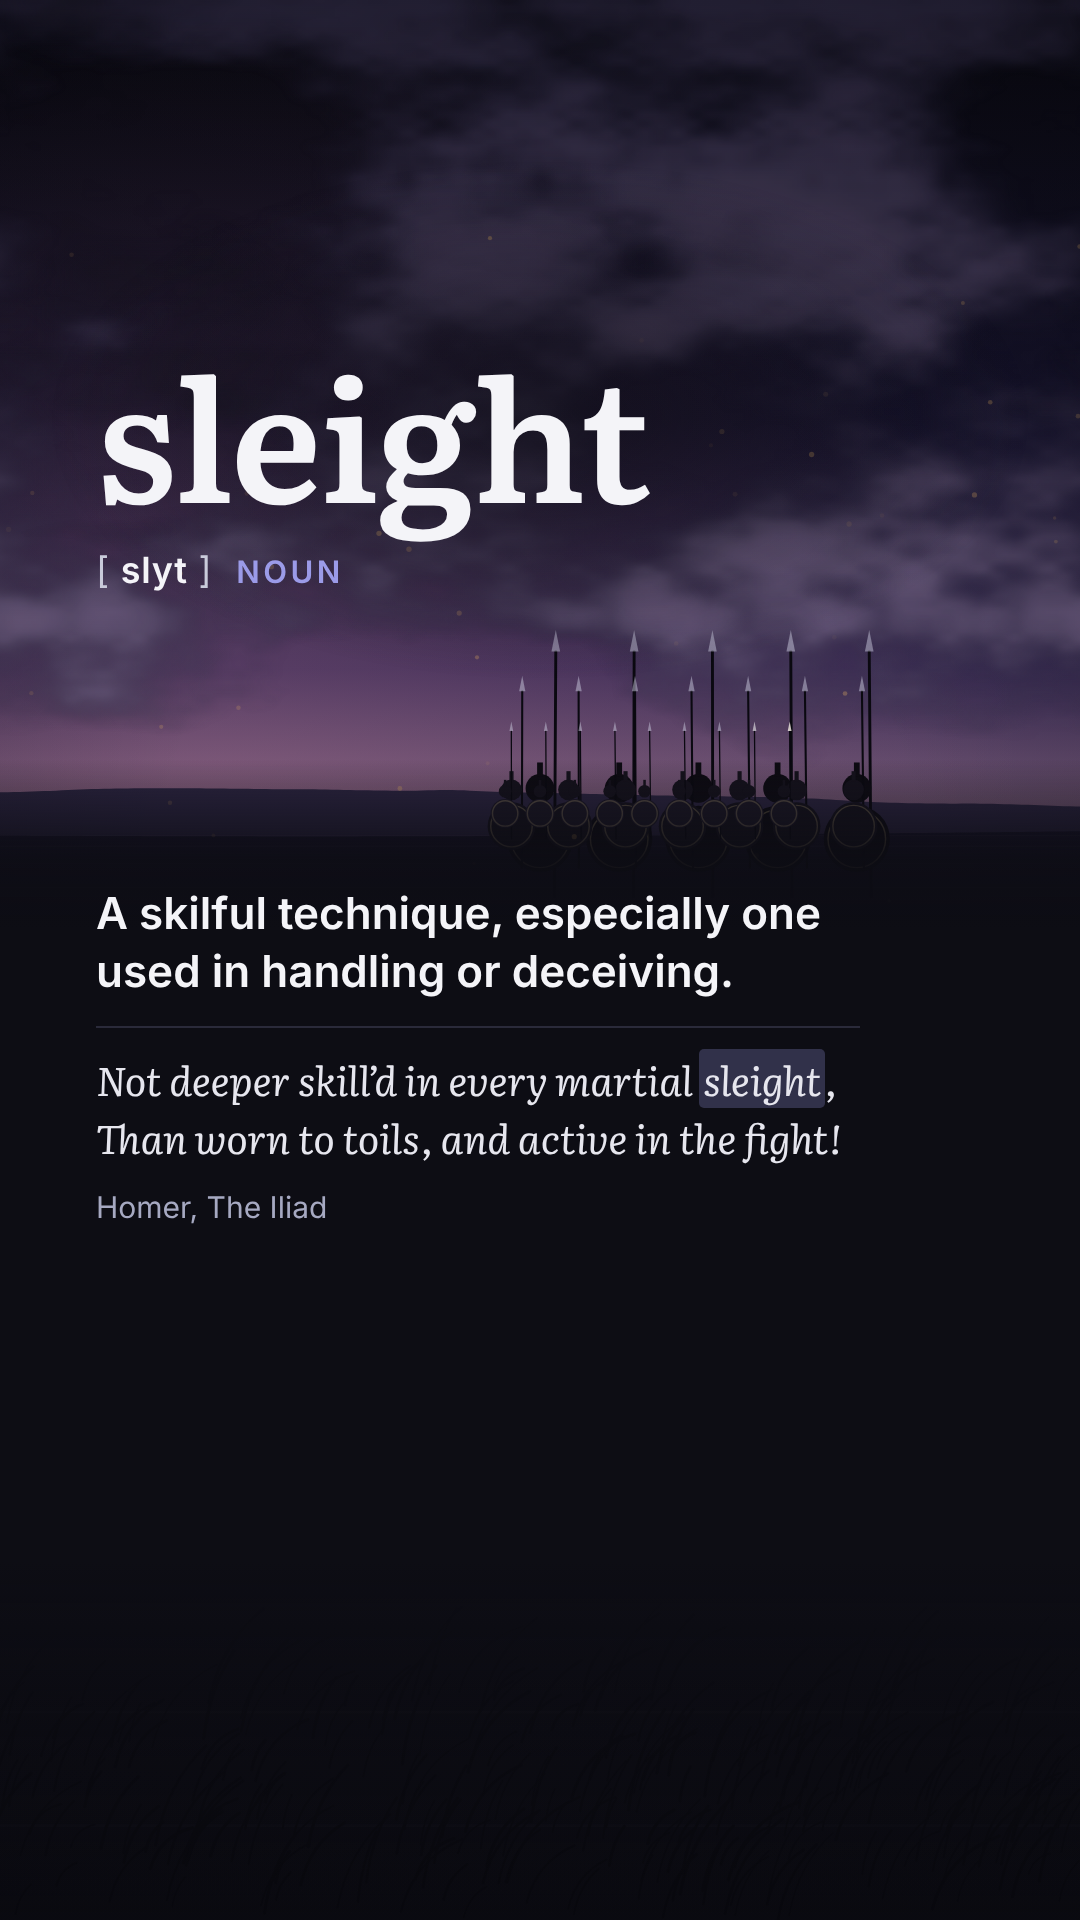 sleight
[ slyt ] NOUN
A skilful technique, especially one
used in handling or deceiving.
Not deeper skill’d in every martial sleight,
Than worn to toils, and active in the fight!
Homer, The Iliad